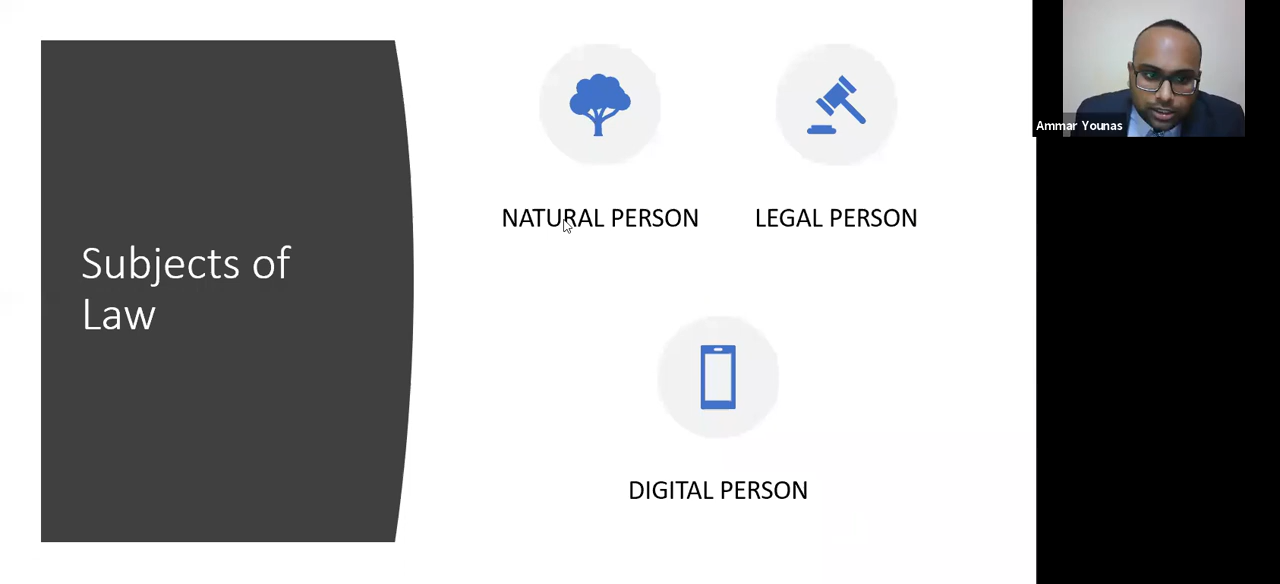 Subjects of
Law
NATURAL PERSON
LEGAL PERSON
DIGITAL PERSON
Ammar Younas